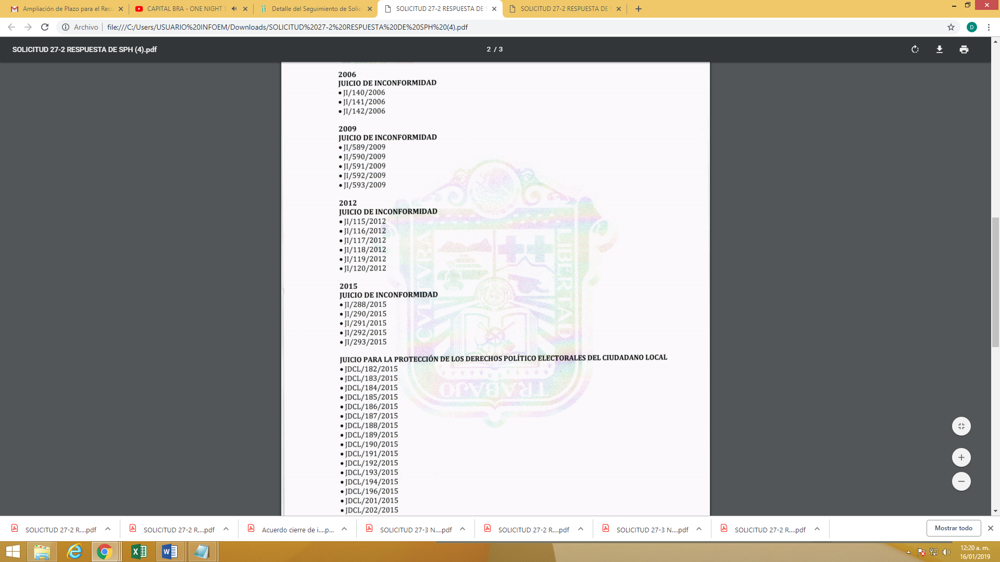 Ampliación de Plazo para el Recu
CAPITAL BRA - ONE NIGHT S
Detalle del Seguimiento de Solici
SOLICITUD 27-2 RESPUESTA DE S
SOLICITUD 27-2 RESPUESTA DE S
Archivo
file:///C:/Users/USUARIO%20INFOEM/Downloads/SOLICITUD%2027-2%20RESPUESTA%20DE%20SPH%20(4).pdf
D
SOLICITUD 27-2 RESPUESTA DE SPH (4).pdf
2 / 3
2006
JUICIO DE INCONFORMIDAD
• JI/140/2006
• JI/141/2006
• JI/142/2006
2009
JUICIO DE INCONFORMIDAD
• JI/589/2009
• JI/590/2009
• JI/591/2009
• JI/592/2009
• JI/593/2009
2012
JUICIO DE INCONFORMIDAD
• JI/115/2012
• JI/116/2012
• JI/117/2012
• JI/118/2012
• JI/119/2012
• JI/120/2012
2015
JUICIO DE INCONFORMIDAD
• JI/288/2015
• JI/290/2015
• JI/291/2015
• JI/292/2015
• JI/293/2015
JUICIO PARA LA PROTECCIÓN DE LOS DERECHOS POLÍTICO ELECTORALES DEL CIUDADANO LOCAL
• JDCL/182/2015
• JDCL/183/2015
• JDCL/184/2015
• JDCL/185/2015
• JDCL/186/2015
• JDCL/187/2015
• JDCL/188/2015
• JDCL/189/2015
• JDCL/190/2015
• JDCL/191/2015
• JDCL/192/2015
• JDCL/193/2015
• JDCL/194/2015
• JDCL/196/2015
• JDCL/201/2015
• JDCL/202/2015
CVLTVRA
LIBERTAD
TRABAJO
SOLICITUD 27-2 R....pdf
SOLICITUD 27-2 R....pdf
Acuerdo cierre de i....p...
SOLICITUD 27-3 N....pdf
SOLICITUD 27-2 R....pdf
SOLICITUD 27-3 N....pdf
SOLICITUD 27-2 R....pdf
Mostrar todo
12:20 a. m.
16/01/2019